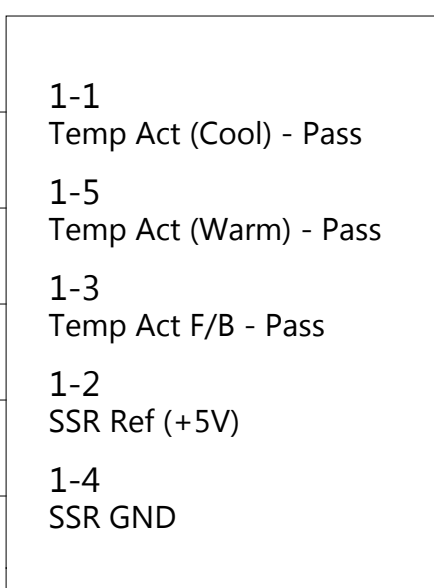 1-1
Temp Act (Cool) - Pass
1-5
Temp Act (Warm) - Pass
1-3
Temp Act F/B - Pass
1-2
SSR Ref (+5V)
1-4
SSR GND